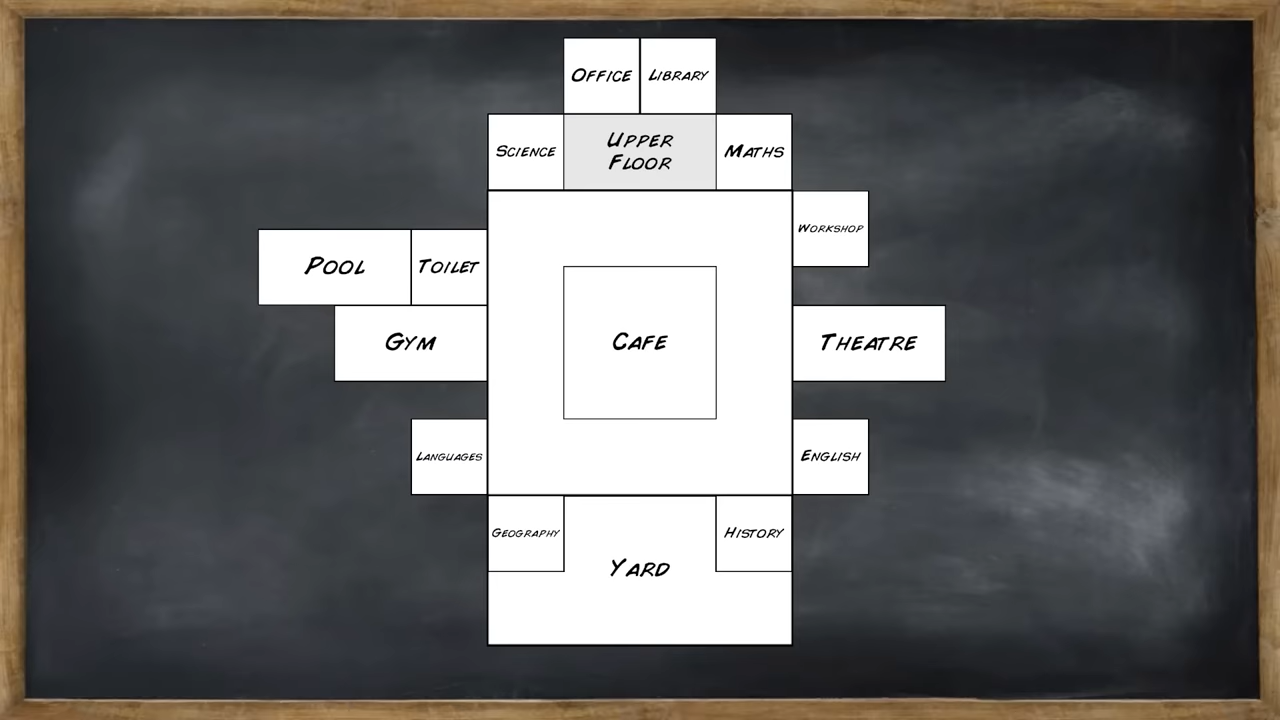 OFFICE
LIBRARY
SCIENCE
UPPER
FLOOR
MATHS
WORKSHOP
POOL
TOILET
GYM
CAFE
THEATRE
LANGUAGES
ENGLISH
GEOGRAPHY
HISTORY
YARD